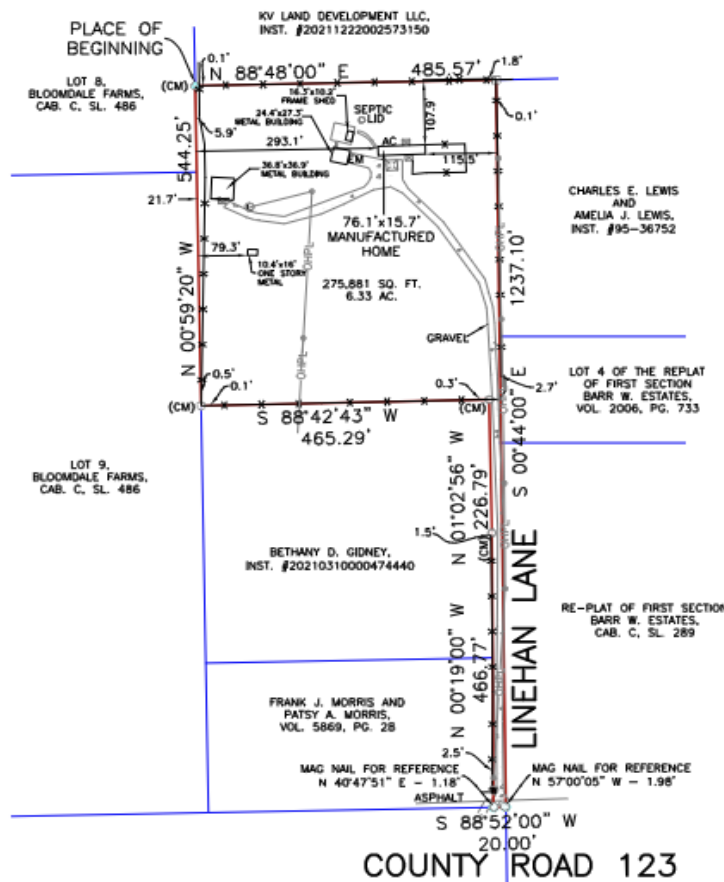 KV LAND DEVELOPMENT LLC,
INST. #20211222002573150
PLACE OF
BEGINNING
0.1'
1.8'
(CM)
N 88°48'00" E 485.57'
LOT 8,
BLOOMDALE FARMS,
CAB. C, SL. 486
16.3'x10.2'
FRAME SHED
SEPTIC
LID
24.4'x27.3'
METAL BUILDING
107.9'
0.1'
5.9'
293.1'
AC
EM
115.5'
36.8'x36.9'
METAL BUILDING
N 00°59'20" W 544.25'
21.7'
CHARLES E. LEWIS
AND
AMELIA J. LEWIS,
INST. #95-36752
76.1'x15.7'
MANUFACTURED
HOME
79.3'
10.4'x16'
ONE STORY
METAL
OHPL
OHPL
275,881 SQ. FT.
6.33 AC.
S 00°44'00" E 1237.10'
GRAVEL
OHPL
0.5'
0.1'
0.3'
2.7'
(CM)
(CM)
S 88°42'43" W
465.29'
LOT 4 OF THE REPLAT
OF FIRST SECTION
BARR W. ESTATES,
VOL. 2006, PG. 733
LOT 9,
BLOOMDALE FARMS,
CAB. C, SL. 486
N 01°02'56" W
226.79'
1.5'
(CM)
OHPL
BETHANY D. GIDNEY,
INST. #20210310000474440
LINEHAN LANE
RE-PLAT OF FIRST SECTION
BARR W. ESTATES,
CAB. C, SL. 289
N 00°19'00" W
466.77'
OHPL
FRANK J. MORRIS AND
PATSY A. MORRIS,
VOL. 5869, PG. 28
2.5'
MAG NAIL FOR REFERENCE
N 40°47'51" E - 1.18'
MAG NAIL FOR REFERENCE
N 57°00'05" W - 1.98'
ASPHALT
S 88°52'00" W
20.00'
COUNTY ROAD 123